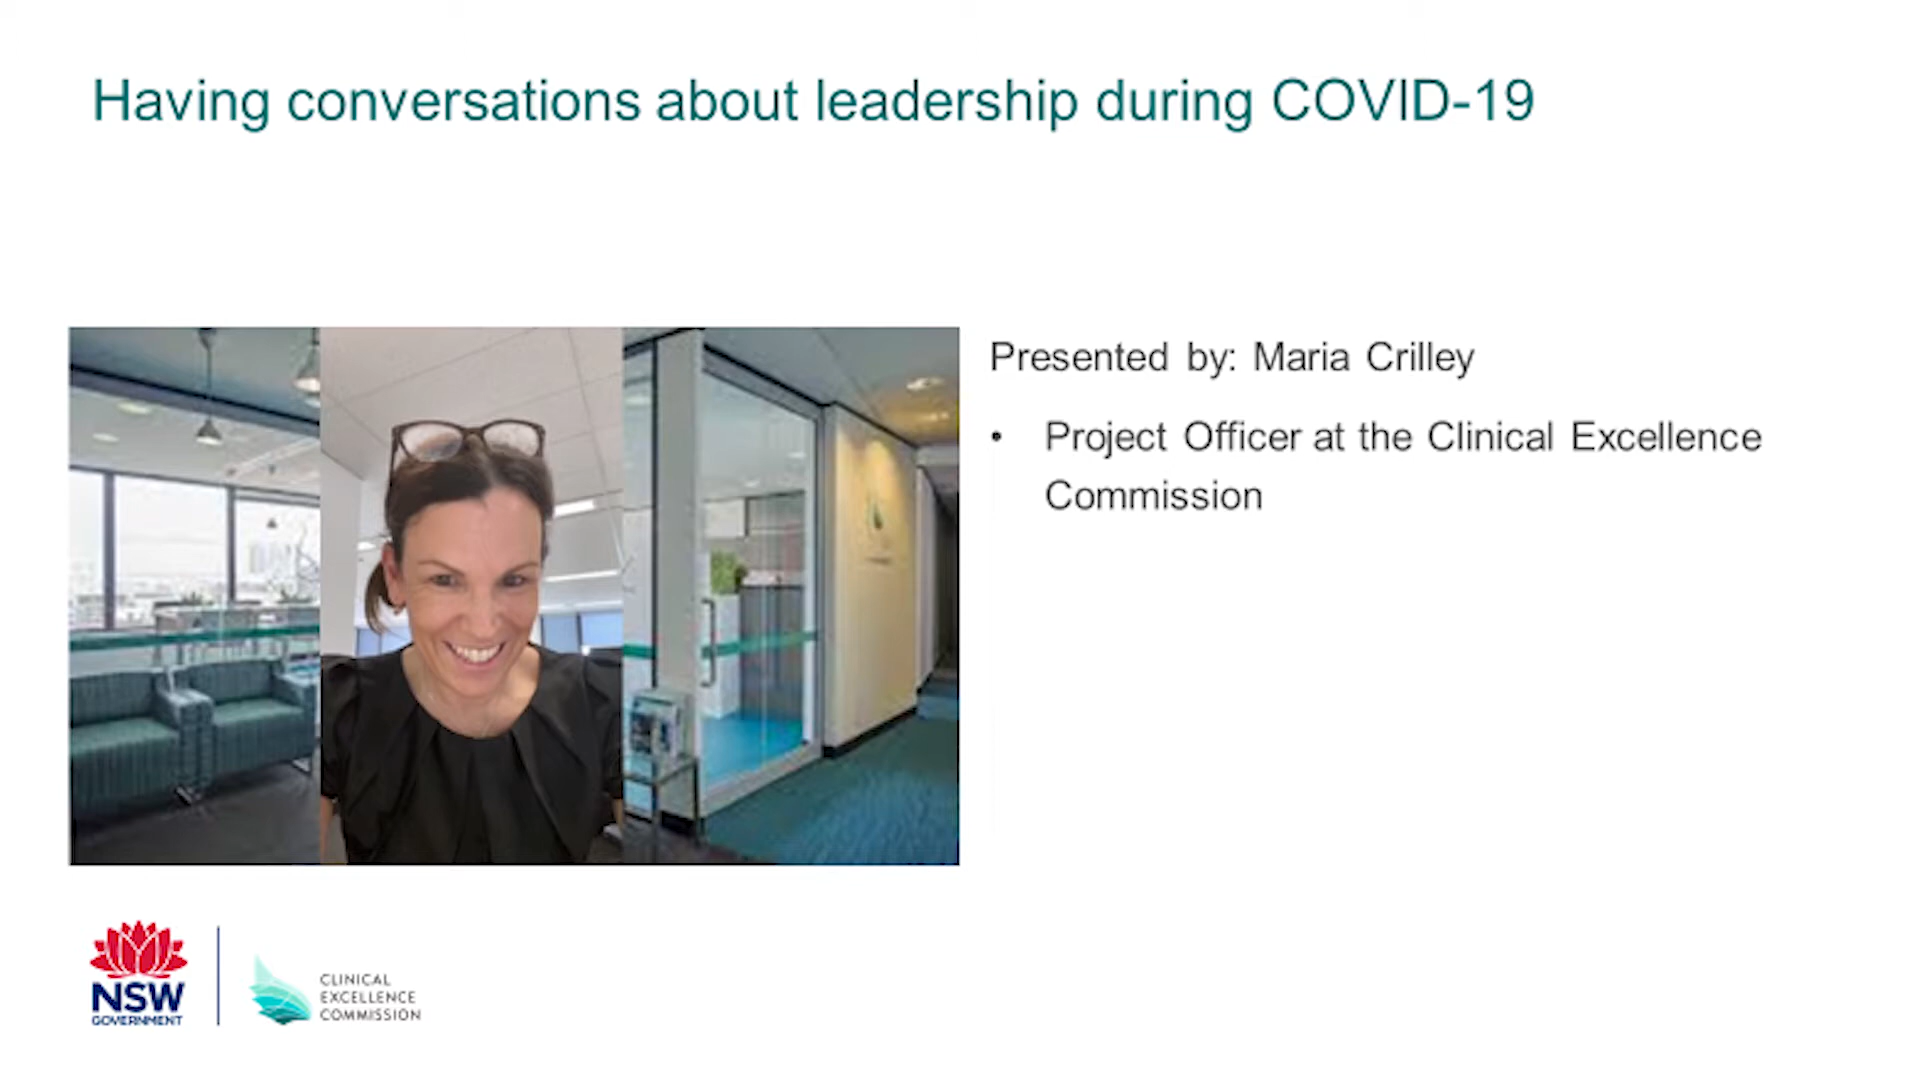 Having conversations about leadership during COVID-19
Presented by: Maria Crilley
• Project Officer at the Clinical Excellence
Commission
NSW
GOVERNMENT
CLINICAL
EXCELLENCE
COMMISSION